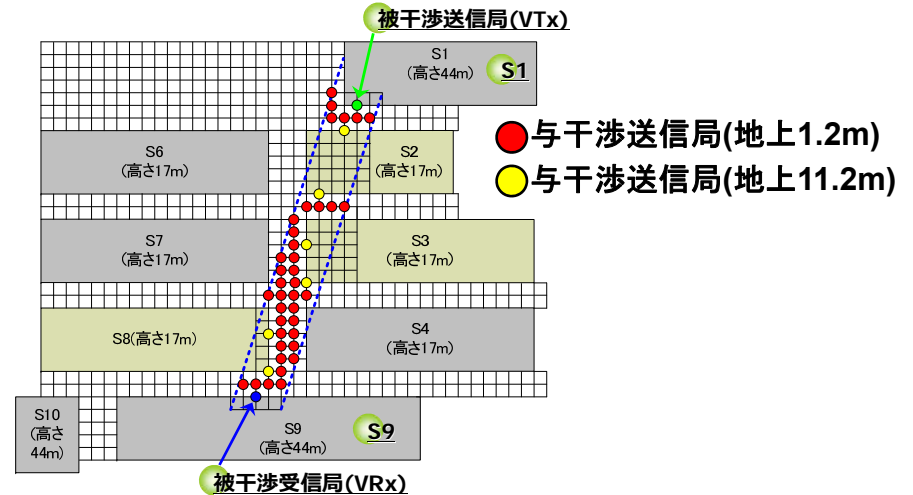 被干渉送信局(VTx)
S1
(高さ44m)
S1
与干渉送信局(地上1.2m)
与干渉送信局(地上11.2m)
S6
(高さ17m)
S2
(高さ17m)
S7
(高さ17m)
S3
(高さ17m)
S8(高さ17m)
S4
(高さ17m)
S10
(高さ
44m)
S9
(高さ44m)
S9
被干渉受信局(VRx)